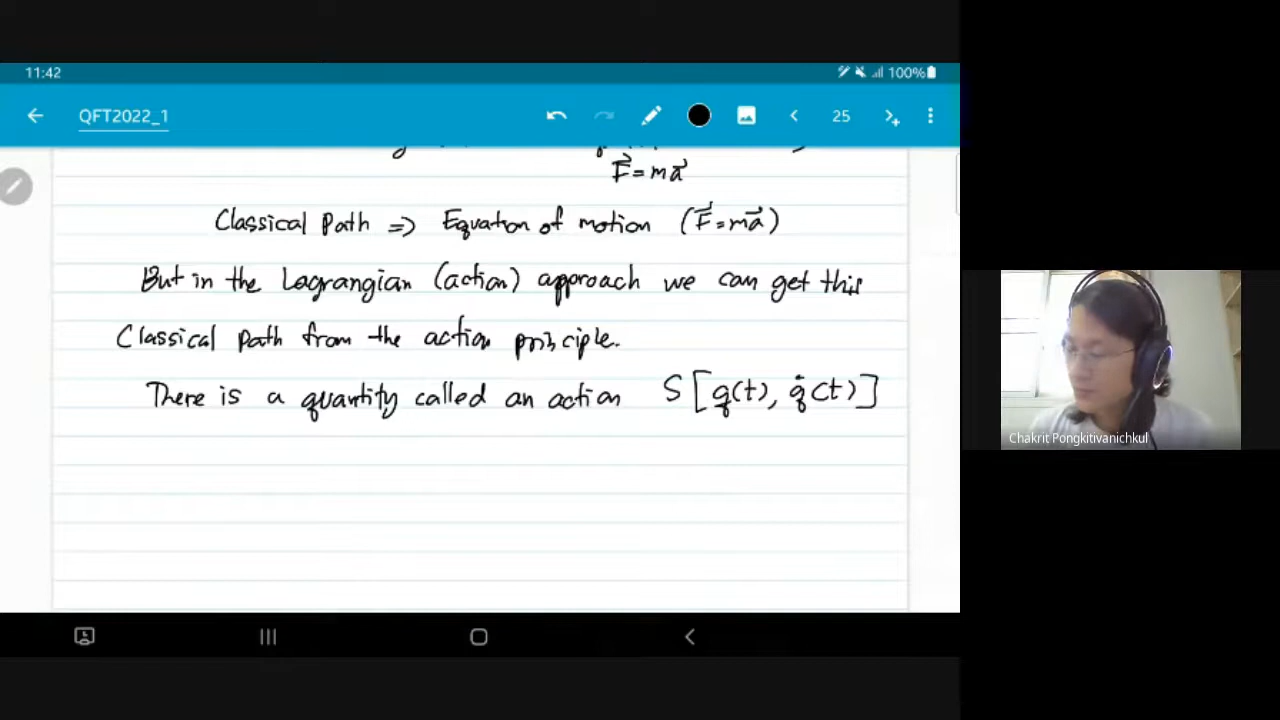 11:42
100%
QFT2022_1
25
F⃗ = ma⃗
Classical Path ⇒ Equation of motion (F⃗ = ma⃗)
But in the Lagrangian (action) approach we can get this
Classical path from the action principle.
There is a quantity called an action S[q(t), q̇(t)]
Chakrit Pongkitivanichkul